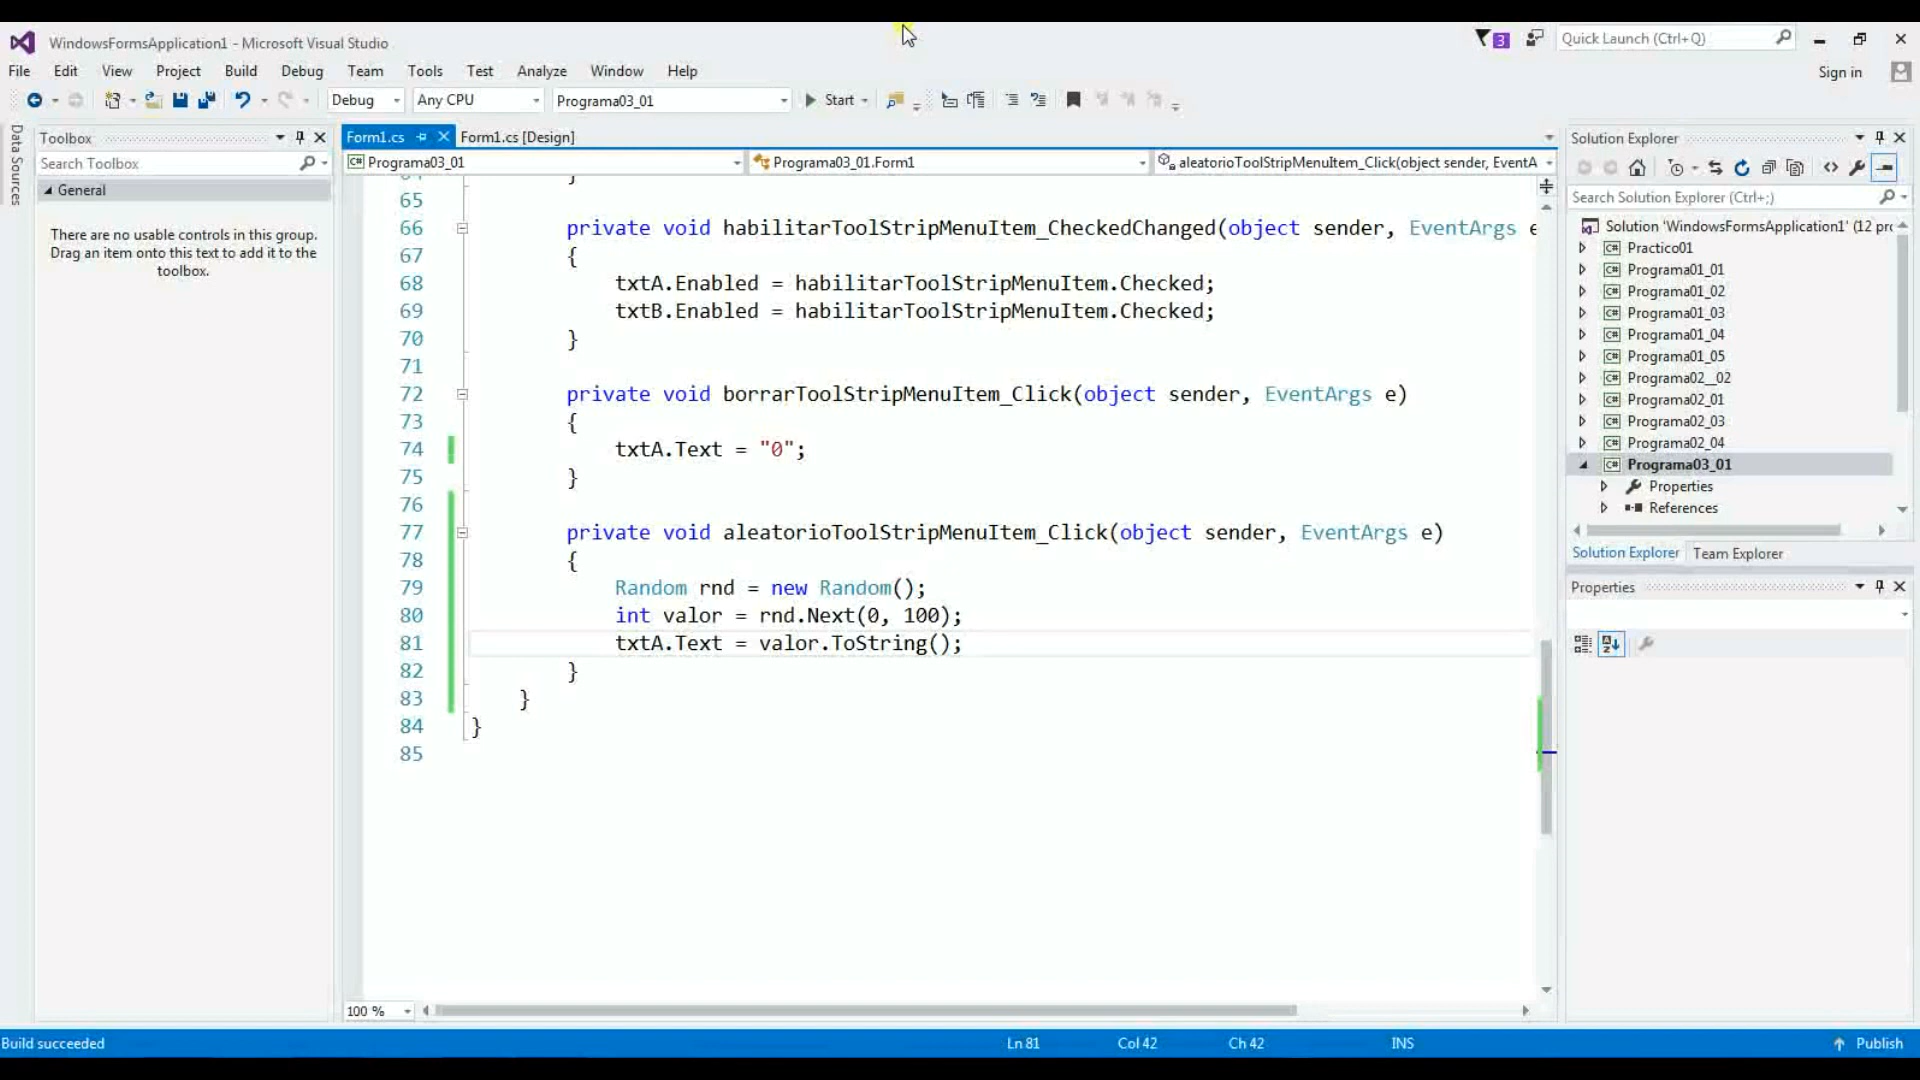 WindowsFormsApplication1 - Microsoft Visual Studio
3
Quick Launch (Ctrl+Q)
File Edit View Project Build Debug Team Tools Test Analyze Window Help
Sign in
Debug Any CPU Programa03_01 Start
Data Sources
Toolbox
Search Toolbox
General
There are no usable controls in this group.
Drag an item onto this text to add it to the
toolbox.
Form1.cs Form1.cs [Design]
Programa03_01 Programa03_01.Form1 aleatorioToolStripMenuItem_Click(object sender, EventA
65
66 private void habilitarToolStripMenuItem_CheckedChanged(object sender, EventArgs e
67 {
68 txtA.Enabled = habilitarToolStripMenuItem.Checked;
69 txtB.Enabled = habilitarToolStripMenuItem.Checked;
70 }
71
72 private void borrarToolStripMenuItem_Click(object sender, EventArgs e)
73 {
74 txtA.Text = "0";
75 }
76
77 private void aleatorioToolStripMenuItem_Click(object sender, EventArgs e)
78 {
79 Random rnd = new Random();
80 int valor = rnd.Next(0, 100);
81 txtA.Text = valor.ToString();
82 }
83 }
84 }
85
100 %
Solution Explorer
Search Solution Explorer (Ctrl+;)
Solution 'WindowsFormsApplication1' (12 pr
C# Practico01
C# Programa01_01
C# Programa01_02
C# Programa01_03
C# Programa01_04
C# Programa01_05
C# Programa02__02
C# Programa02_01
C# Programa02_03
C# Programa02_04
C# Programa03_01
Properties
References
Solution Explorer Team Explorer
Properties
Build succeeded Ln 81 Col 42 Ch 42 INS Publish